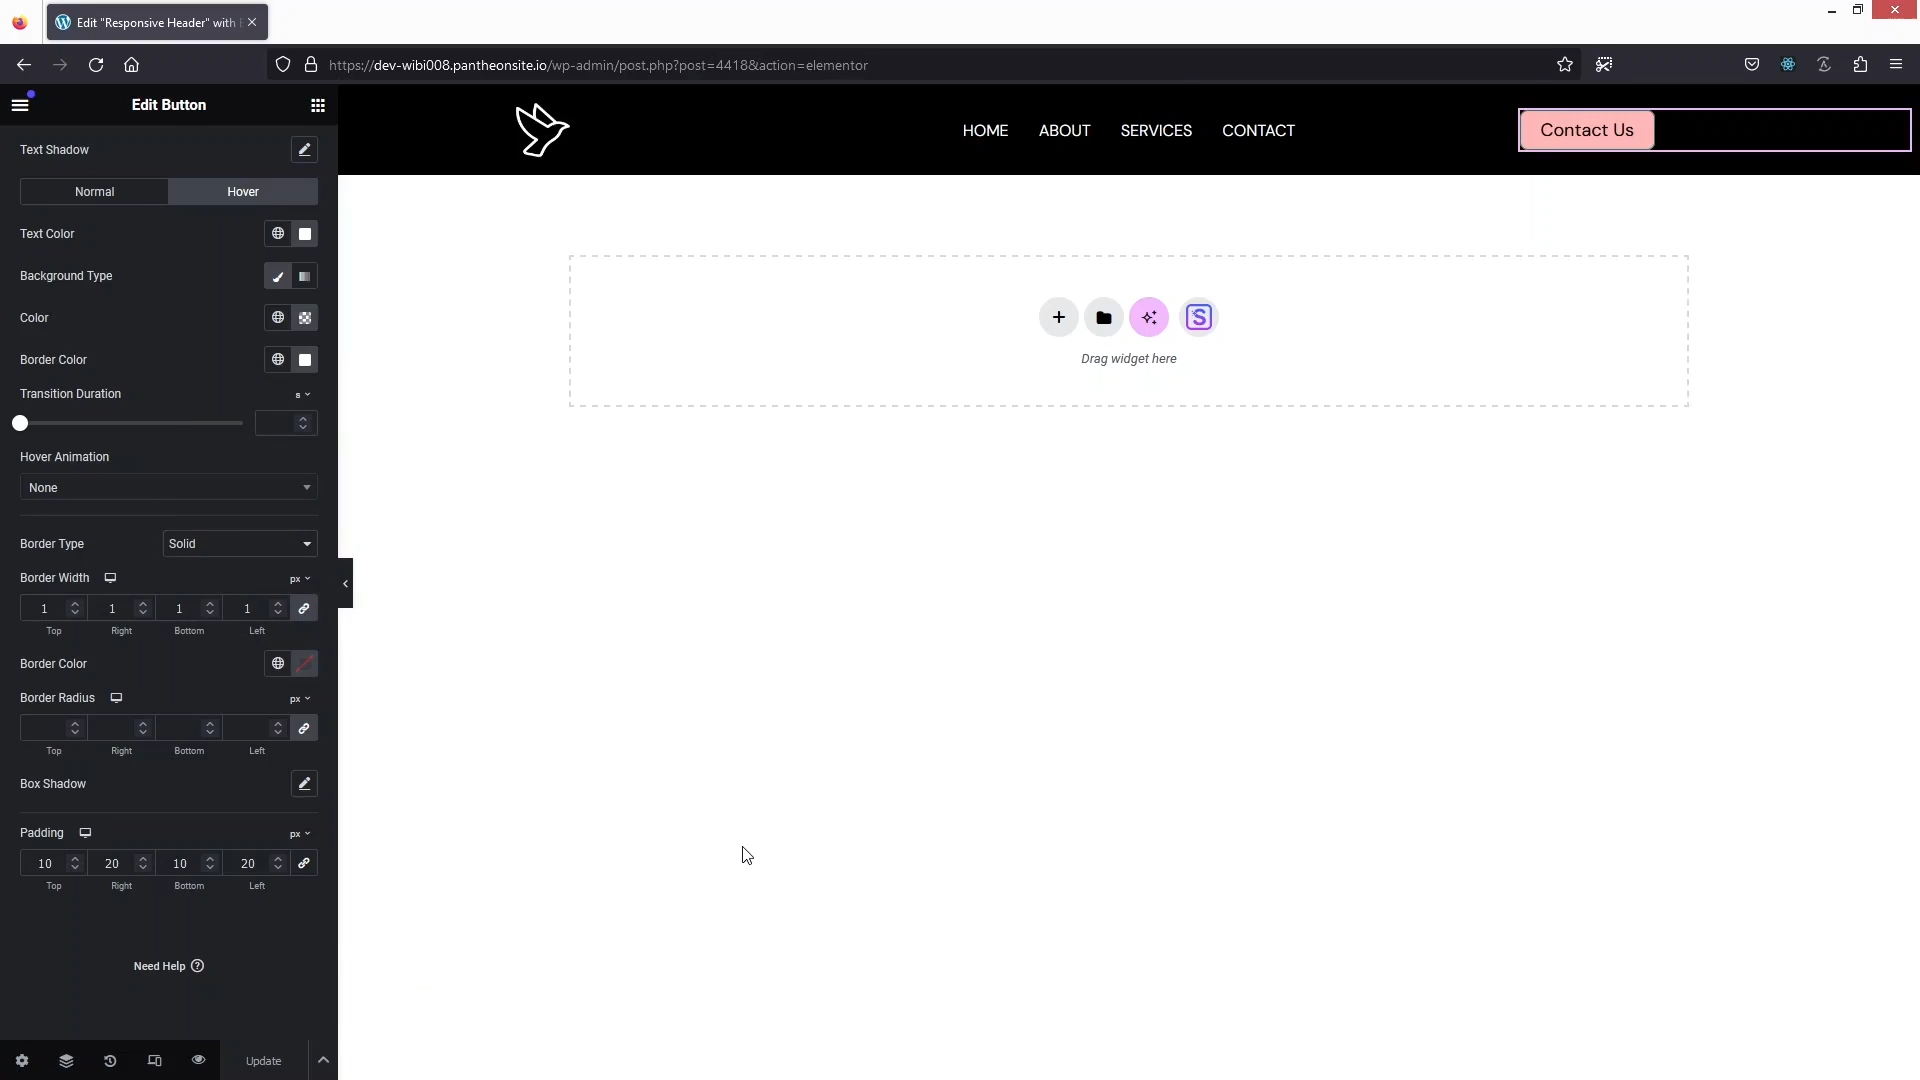 Edit "Responsive Header" with
https://dev-wibi008.pantheonsite.io/wp-admin/post.php?post=4418&action=elementor
Edit Button
Text Shadow
Normal
Hover
Text Color
Background Type
Color
Border Color
Transition Duration
s
Hover Animation
None
Border Type
Solid
Border Width
px
1
1
1
1
Top
Right
Bottom
Left
Border Color
Border Radius
px
Top
Right
Bottom
Left
Box Shadow
Padding
px
10
20
10
20
Top
Right
Bottom
Left
Need Help
Update
HOME
ABOUT
SERVICES
CONTACT
Contact Us
S
Drag widget here